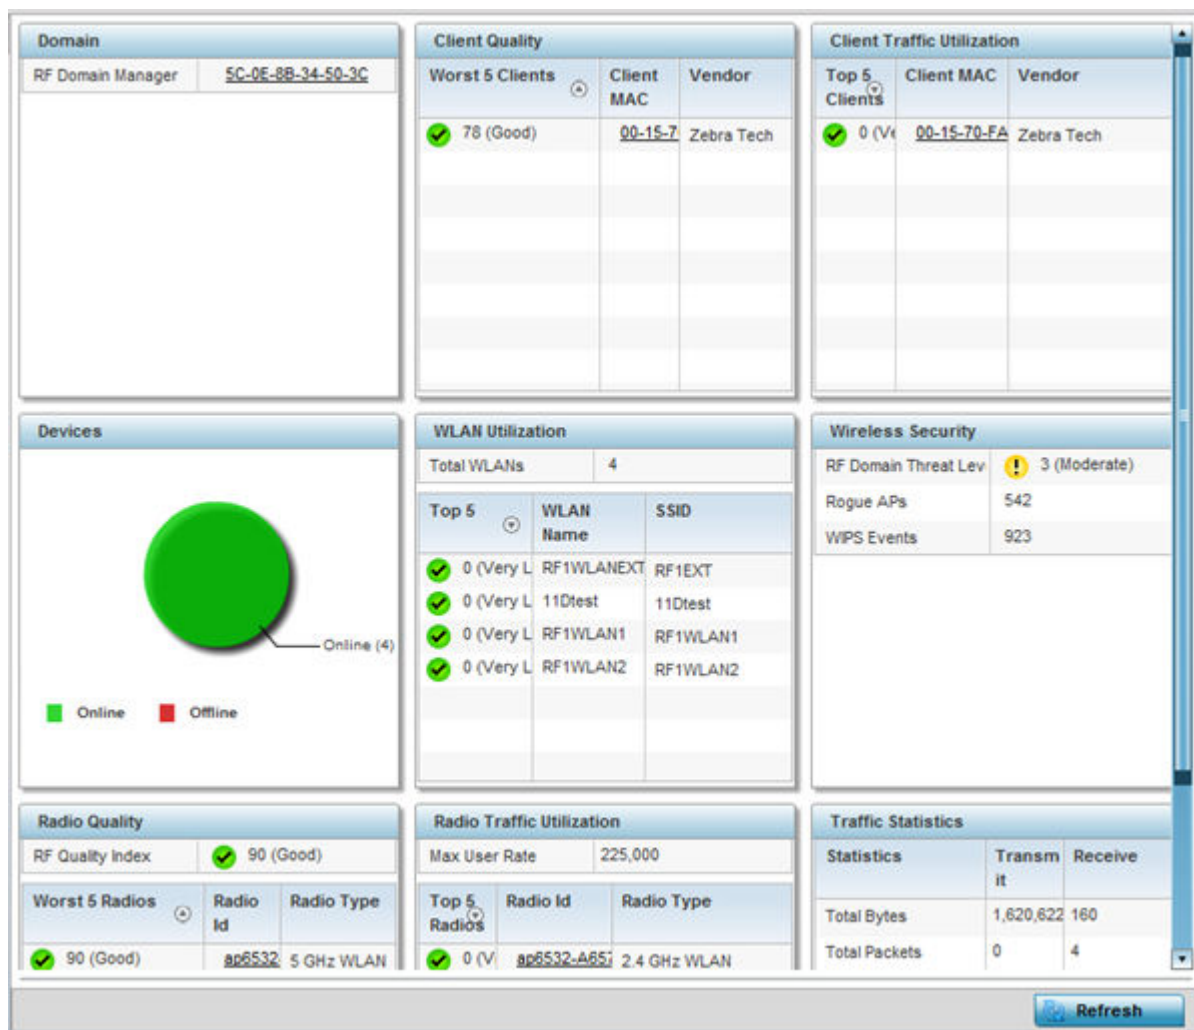 Domain
RF Domain Manager 5C-0E-8B-34-50-3C
Client Quality
Worst 5 Clients Client MAC Vendor
78 (Good) 00-15-7 Zebra Tech
Client Traffic Utilization
Top 5 Clients Client MAC Vendor
0 (Ve 00-15-70-FA Zebra Tech
Devices
Online (4)
Online Offline
WLAN Utilization
Total WLANs 4
Top 5 WLAN Name SSID
0 (Very L RF1WLANEXT RF1EXT
0 (Very L 11Dtest 11Dtest
0 (Very L RF1WLAN1 RF1WLAN1
0 (Very L RF1WLAN2 RF1WLAN2
Wireless Security
RF Domain Threat Lev 3 (Moderate)
Rogue APs 542
WIPS Events 923
Radio Quality
RF Quality Index 90 (Good)
Worst 5 Radios Radio Id Radio Type
90 (Good) ap6532 5 GHz WLAN
Radio Traffic Utilization
Max User Rate 225,000
Top 5 Radios Radio Id Radio Type
0 (V ap6532-A657 2.4 GHz WLAN
Traffic Statistics
Statistics Transmit Receive
Total Bytes 1,620,622 160
Total Packets 0 4
Refresh